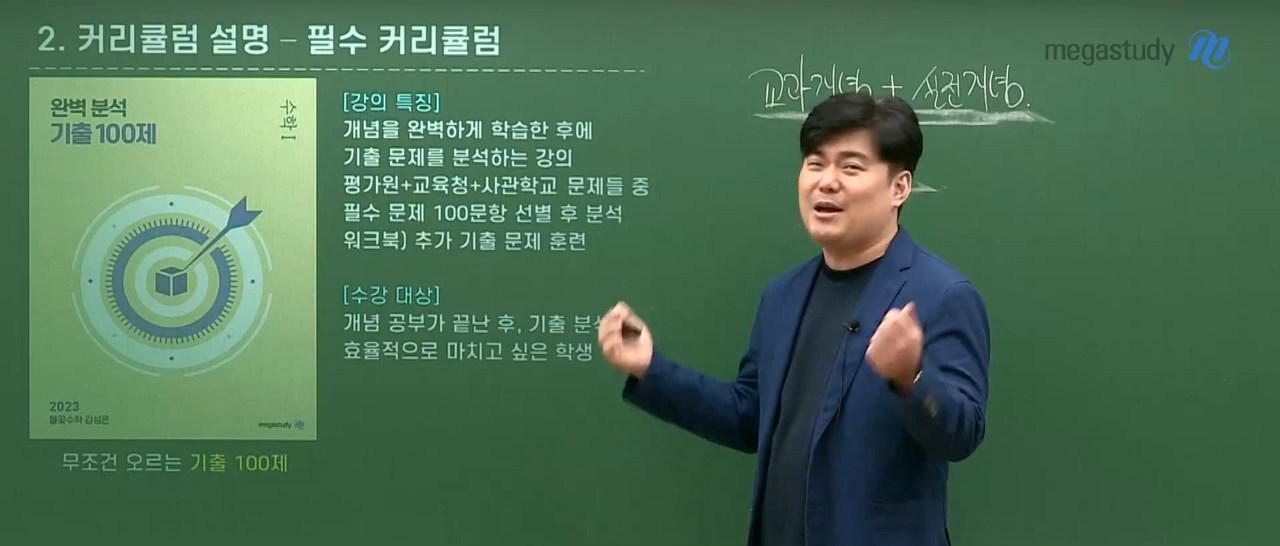 2. 커리큘럼 설명 – 필수 커리큘럼
megastudy
교과개념 + 실전개념.
완벽 분석
기출 100제
수학 I
2023
불꽃수학 김성은
megastudy
무조건 오르는 기출 100제
[강의 특징]
개념을 완벽하게 학습한 후에
기출 문제를 분석하는 강의
평가원+교육청+사관학교 문제들 중
필수 문제 100문항 선별 후 분석
워크북) 추가 기출 문제 훈련
[수강 대상]
개념 공부가 끝난 후, 기출 분석
효율적으로 마치고 싶은 학생